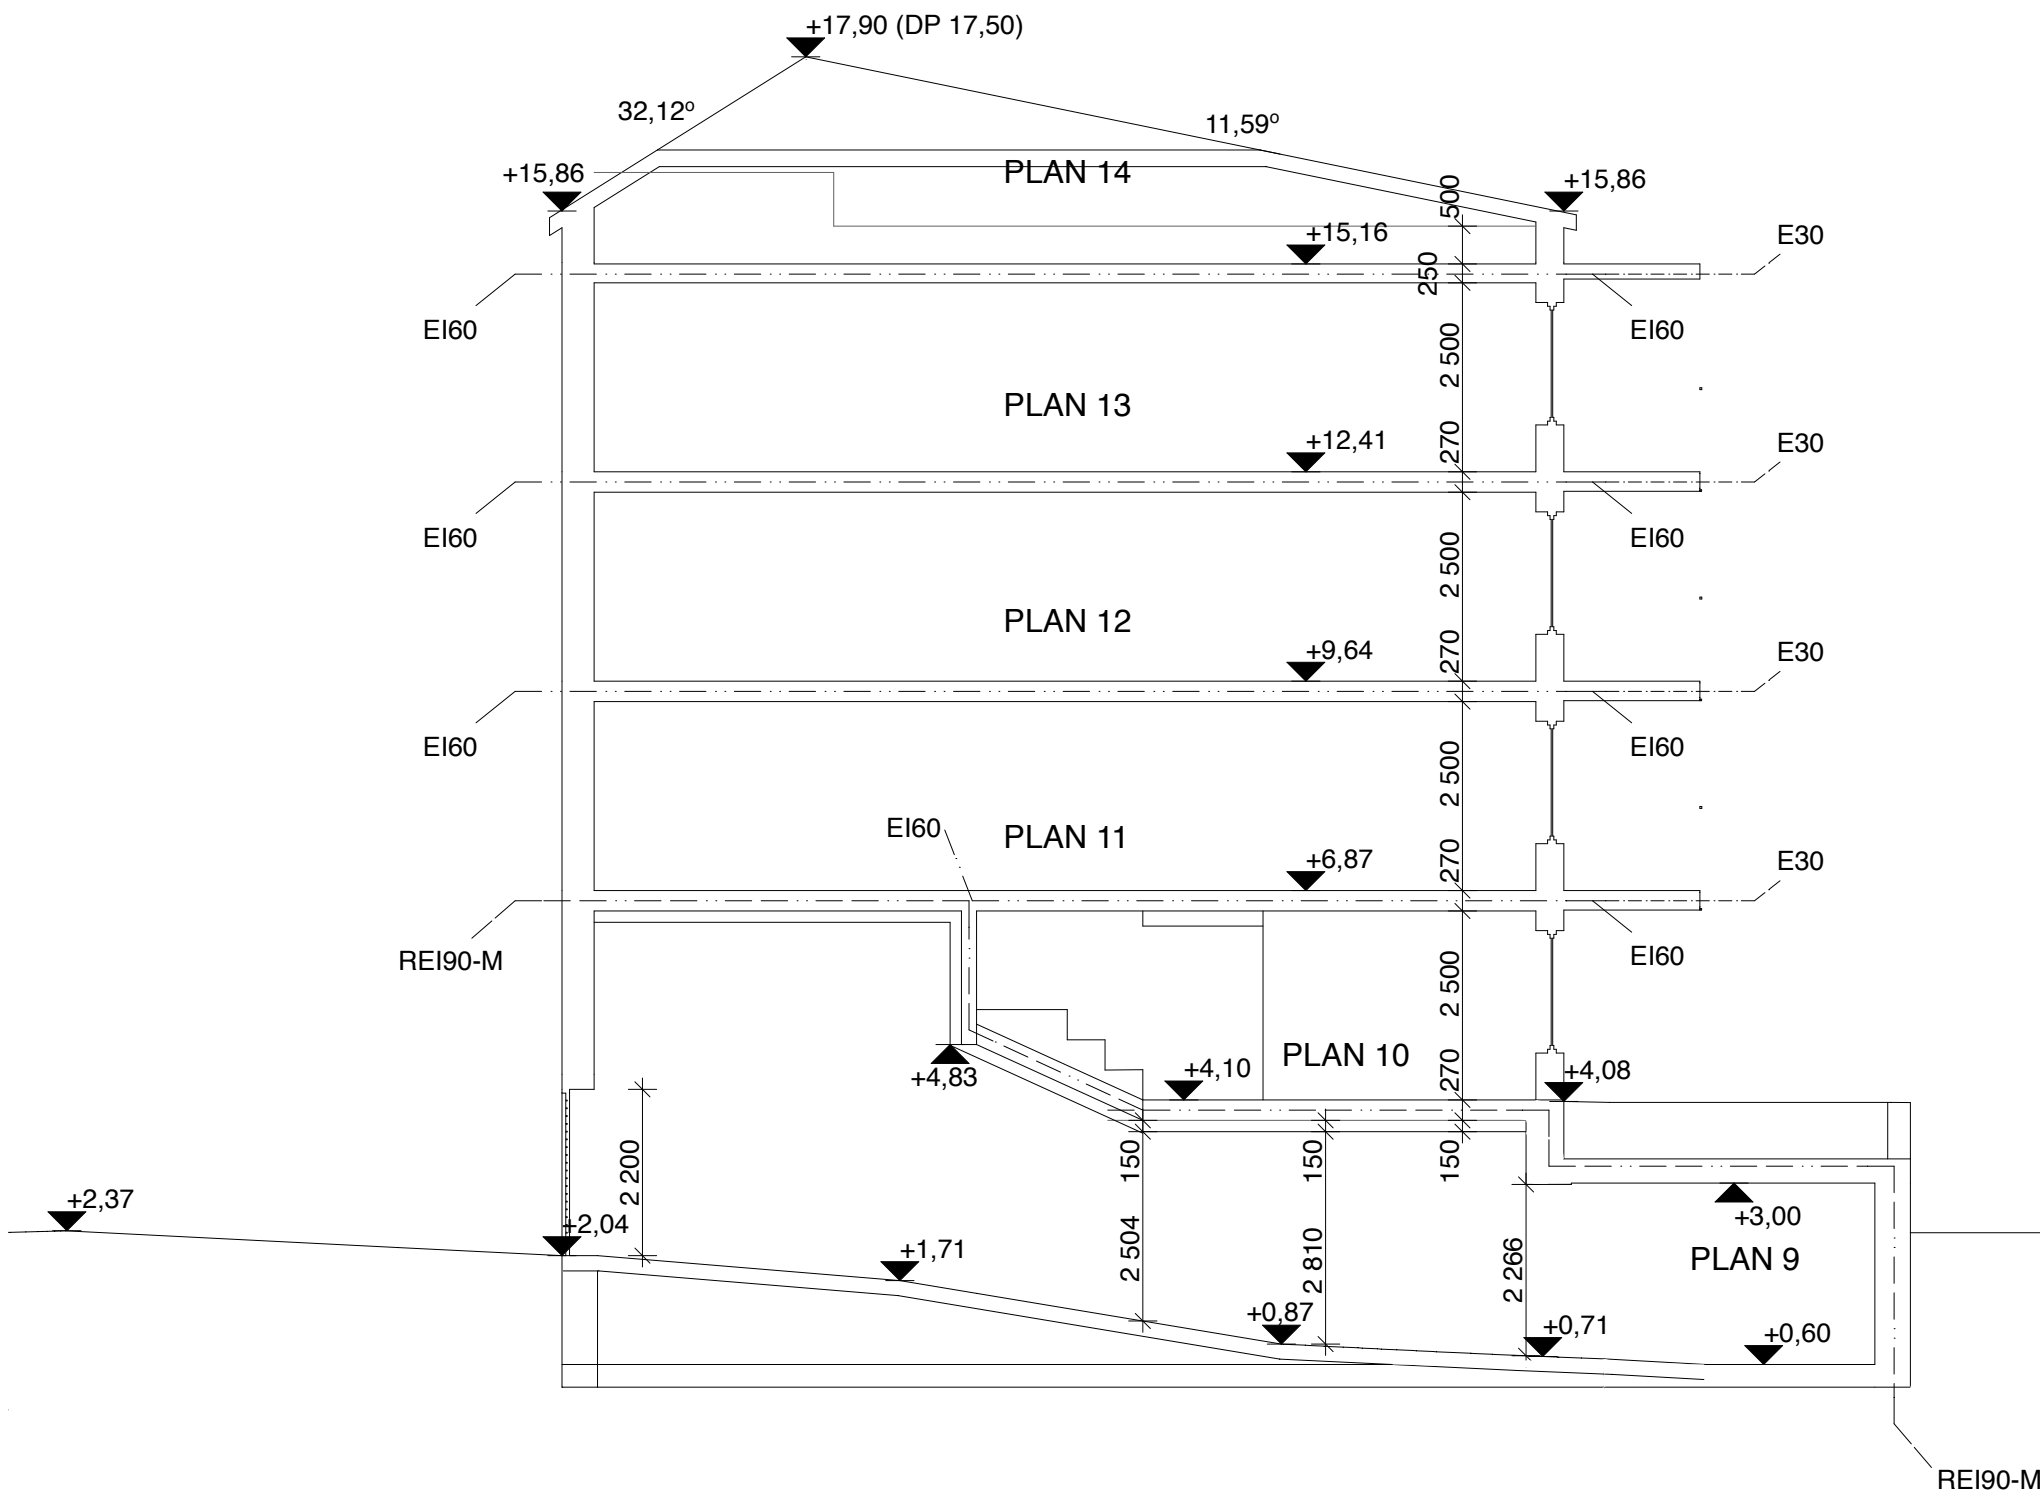 +17,90 (DP 17,50)
32,12º
11,59º
PLAN 14
+15,86
+15,86
500
+15,16
E30
250
EI60
EI60
2 500
PLAN 13
+12,41
270
E30
EI60
EI60
2 500
PLAN 12
+9,64
270
E30
EI60
EI60
2 500
EI60
PLAN 11
+6,87
270
E30
REI90-M
EI60
2 500
PLAN 10
+4,83
+4,10
270
+4,08
2 200
150
150
150
+2,37
+2,04
+1,71
2 504
2 810
2 266
+3,00
PLAN 9
+0,87
+0,71
+0,60
REI90-M